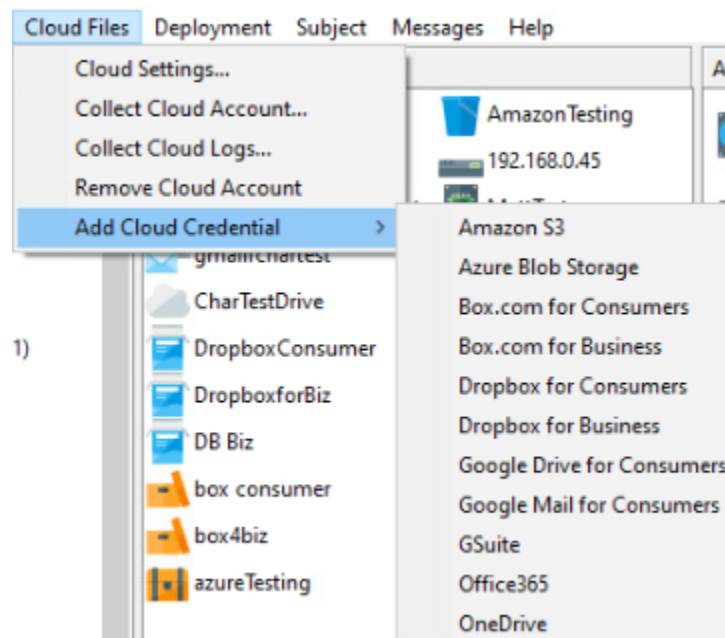 Cloud Files Deployment Subject Messages Help
Cloud Settings...
Collect Cloud Account...
Collect Cloud Logs...
Remove Cloud Account
Add Cloud Credential >
A
AmazonTesting
192.168.0.45
Amazon S3
Azure Blob Storage
Box.com for Consumers
Box.com for Business
Dropbox for Consumers
Dropbox for Business
Google Drive for Consumers
Google Mail for Consumers
GSuite
Office365
OneDrive
gmailrchartest
CharTestDrive
DropboxConsumer
DropboxforBiz
DB Biz
box consumer
box4biz
azureTesting
1)